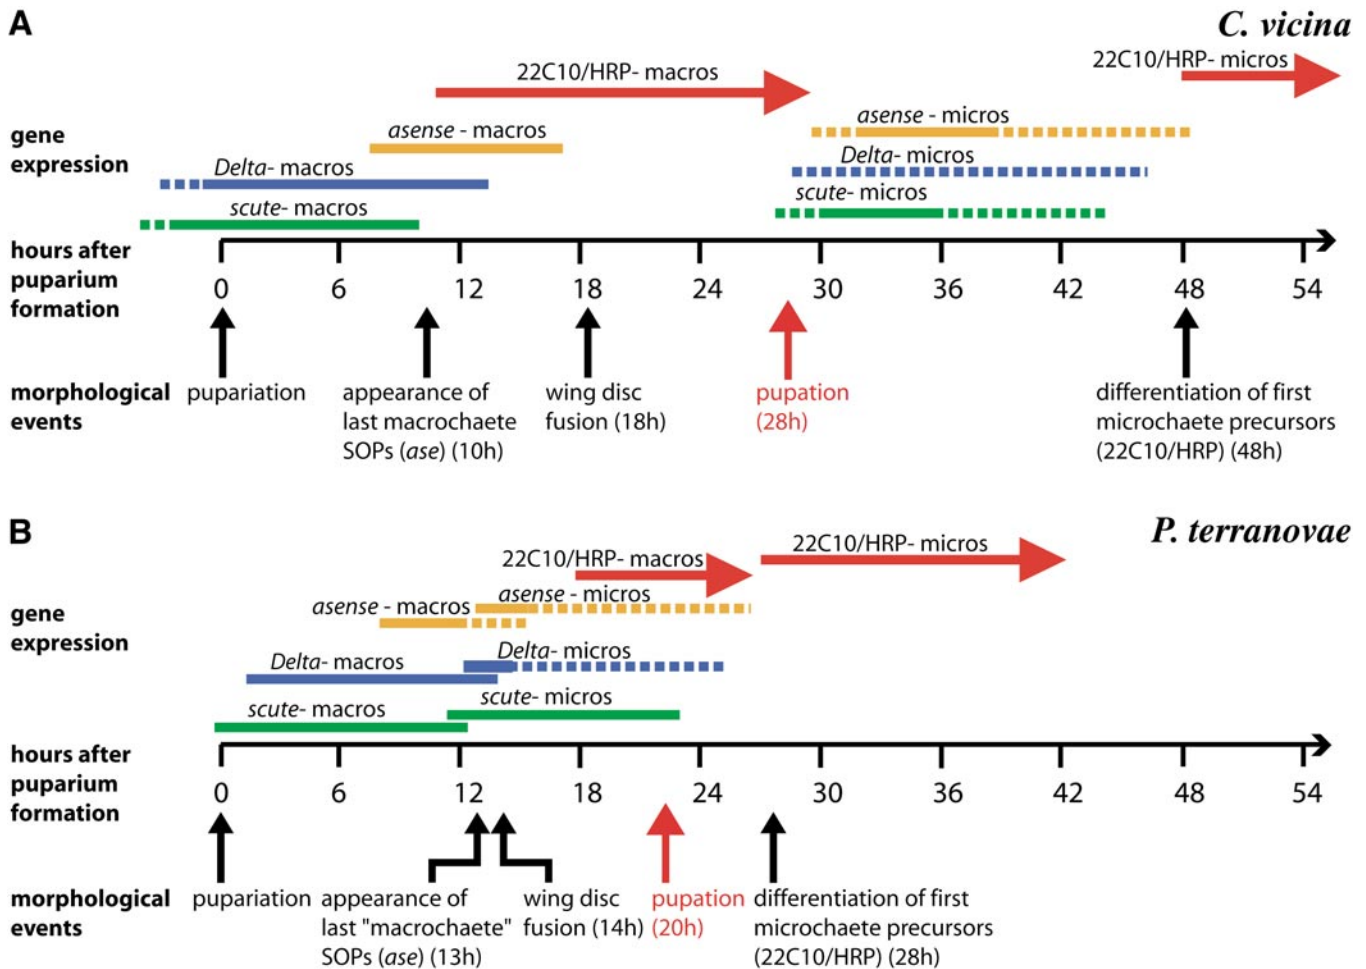 A
C. vicina
22C10/HRP- macros
22C10/HRP- micros
asense - macros
asense - micros
gene
expression
Delta- macros
Delta- micros
scute- macros
scute- micros
hours after
puparium
formation
0 6 12 18 24 30 36 42 48 54
morphological
events
pupariation
appearance of
last macrochaete
SOPs (ase) (10h)
wing disc
fusion (18h)
pupation
(28h)
differentiation of first
microchaete precursors
(22C10/HRP) (48h)
B
P. terranovae
22C10/HRP- macros
22C10/HRP- micros
asense - macros
asense - micros
gene
expression
Delta- macros
Delta- micros
scute- macros
scute- micros
hours after
puparium
formation
0 6 12 18 24 30 36 42 48 54
morphological
events
pupariation
appearance of
last "macrochaete"
SOPs (ase) (13h)
wing disc
fusion (14h)
pupation
(20h)
differentiation of first
microchaete precursors
(22C10/HRP) (28h)